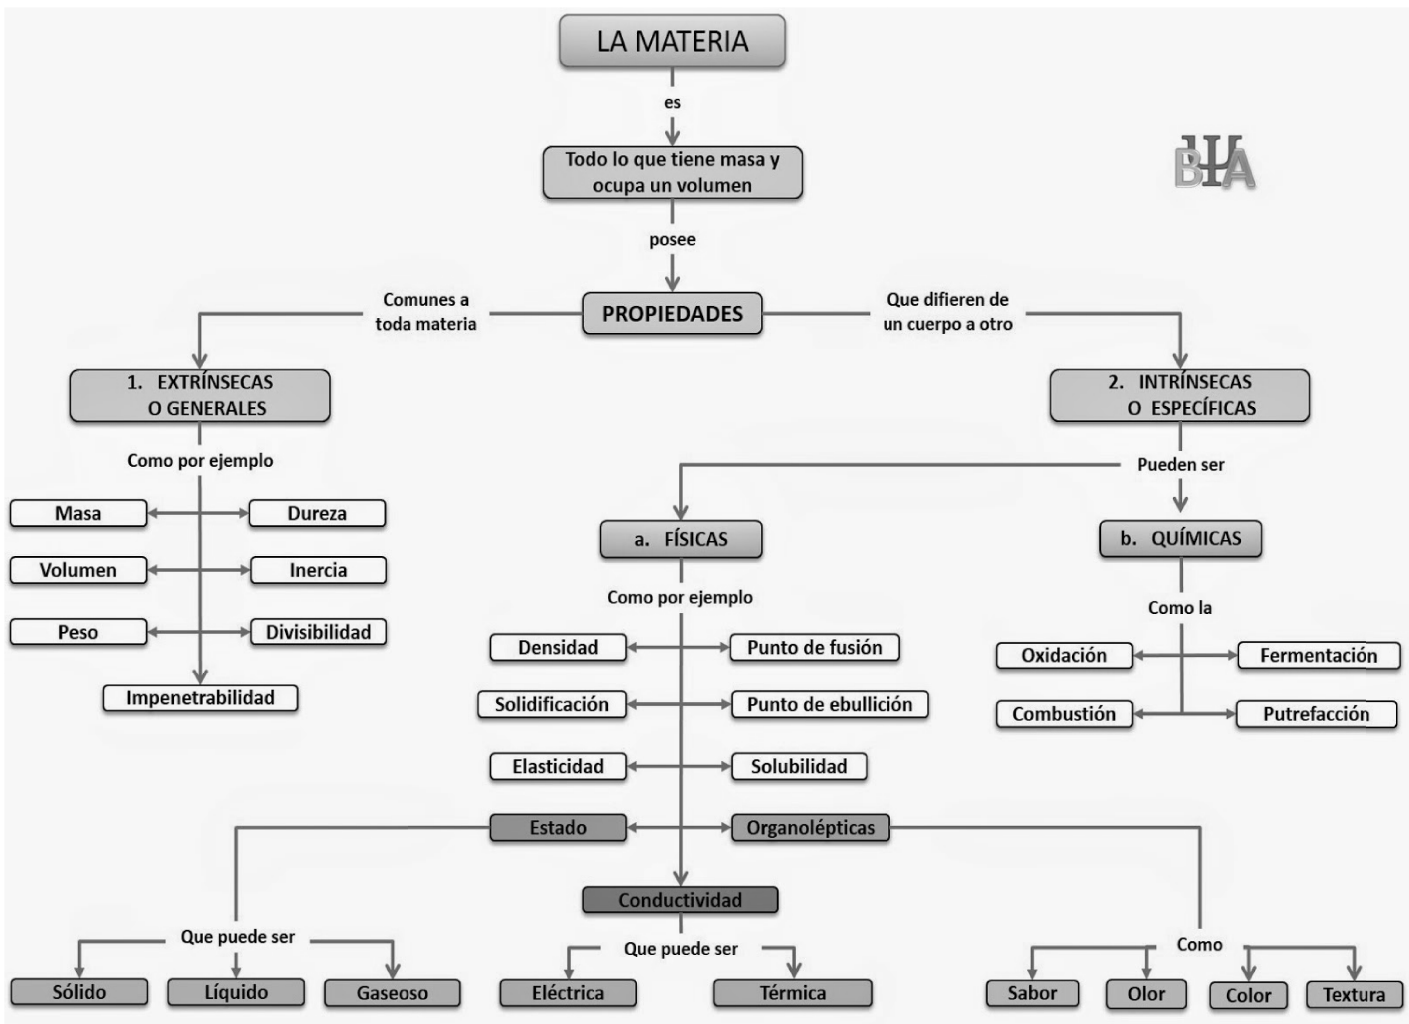 LA MATERIA
es
Todo lo que tiene masa y
ocupa un volumen
posee
PROPIEDADES
Comunes a
toda materia
Que difieren de
un cuerpo a otro
1. EXTRÍNSECAS
O GENERALES
Como por ejemplo
Masa
Dureza
Volumen
Inercia
Peso
Divisibilidad
Impenetrabilidad
2. INTRÍNSECAS
O ESPECÍFICAS
Pueden ser
a. FÍSICAS
Como por ejemplo
Densidad
Punto de fusión
Solidificación
Punto de ebullición
Elasticidad
Solubilidad
Estado
Organolépticas
Conductividad
Que puede ser
Sólido
Líquido
Gaseoso
Que puede ser
Eléctrica
Térmica
Como
Sabor
Olor
Color
Textura
b. QUÍMICAS
Como la
Oxidación
Fermentación
Combustión
Putrefacción
BΨA